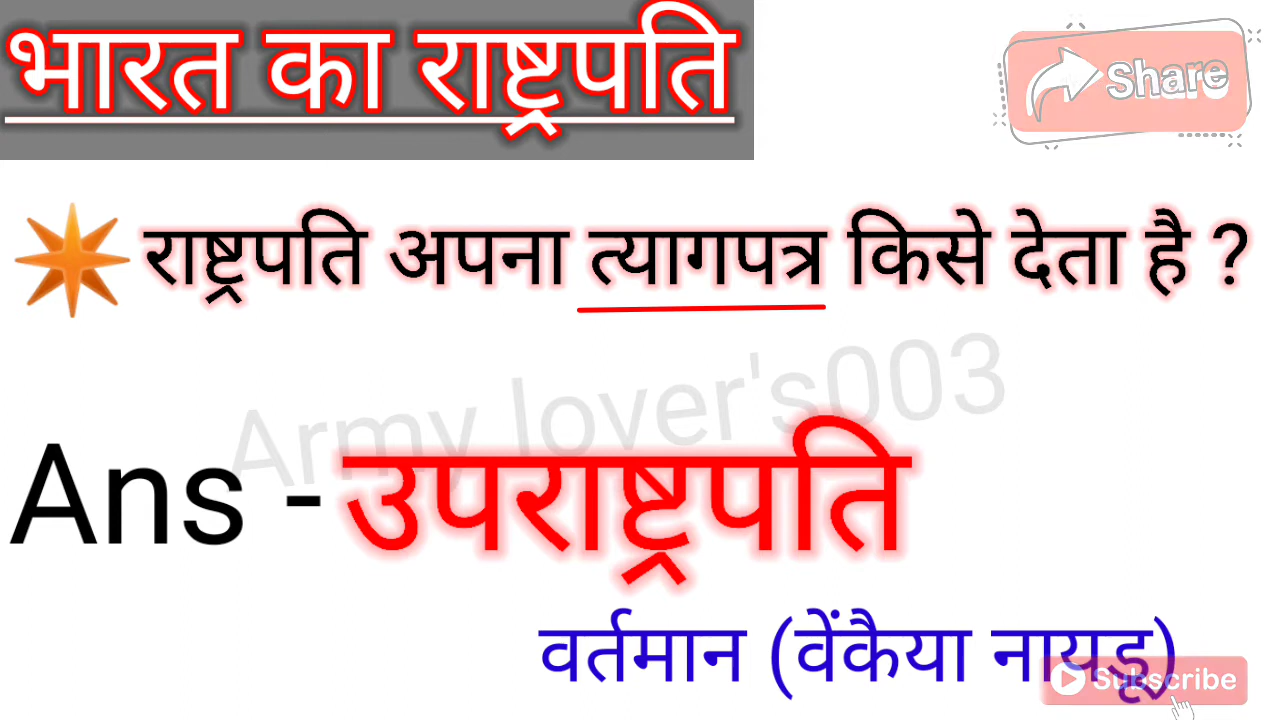 भारत का राष्ट्रपति
Share
राष्ट्रपति अपना त्यागपत्र किसे देता है ?
Army lover's003
Ans - उपराष्ट्रपति
वर्तमान (वेंकैया नायडू)
Subscribe